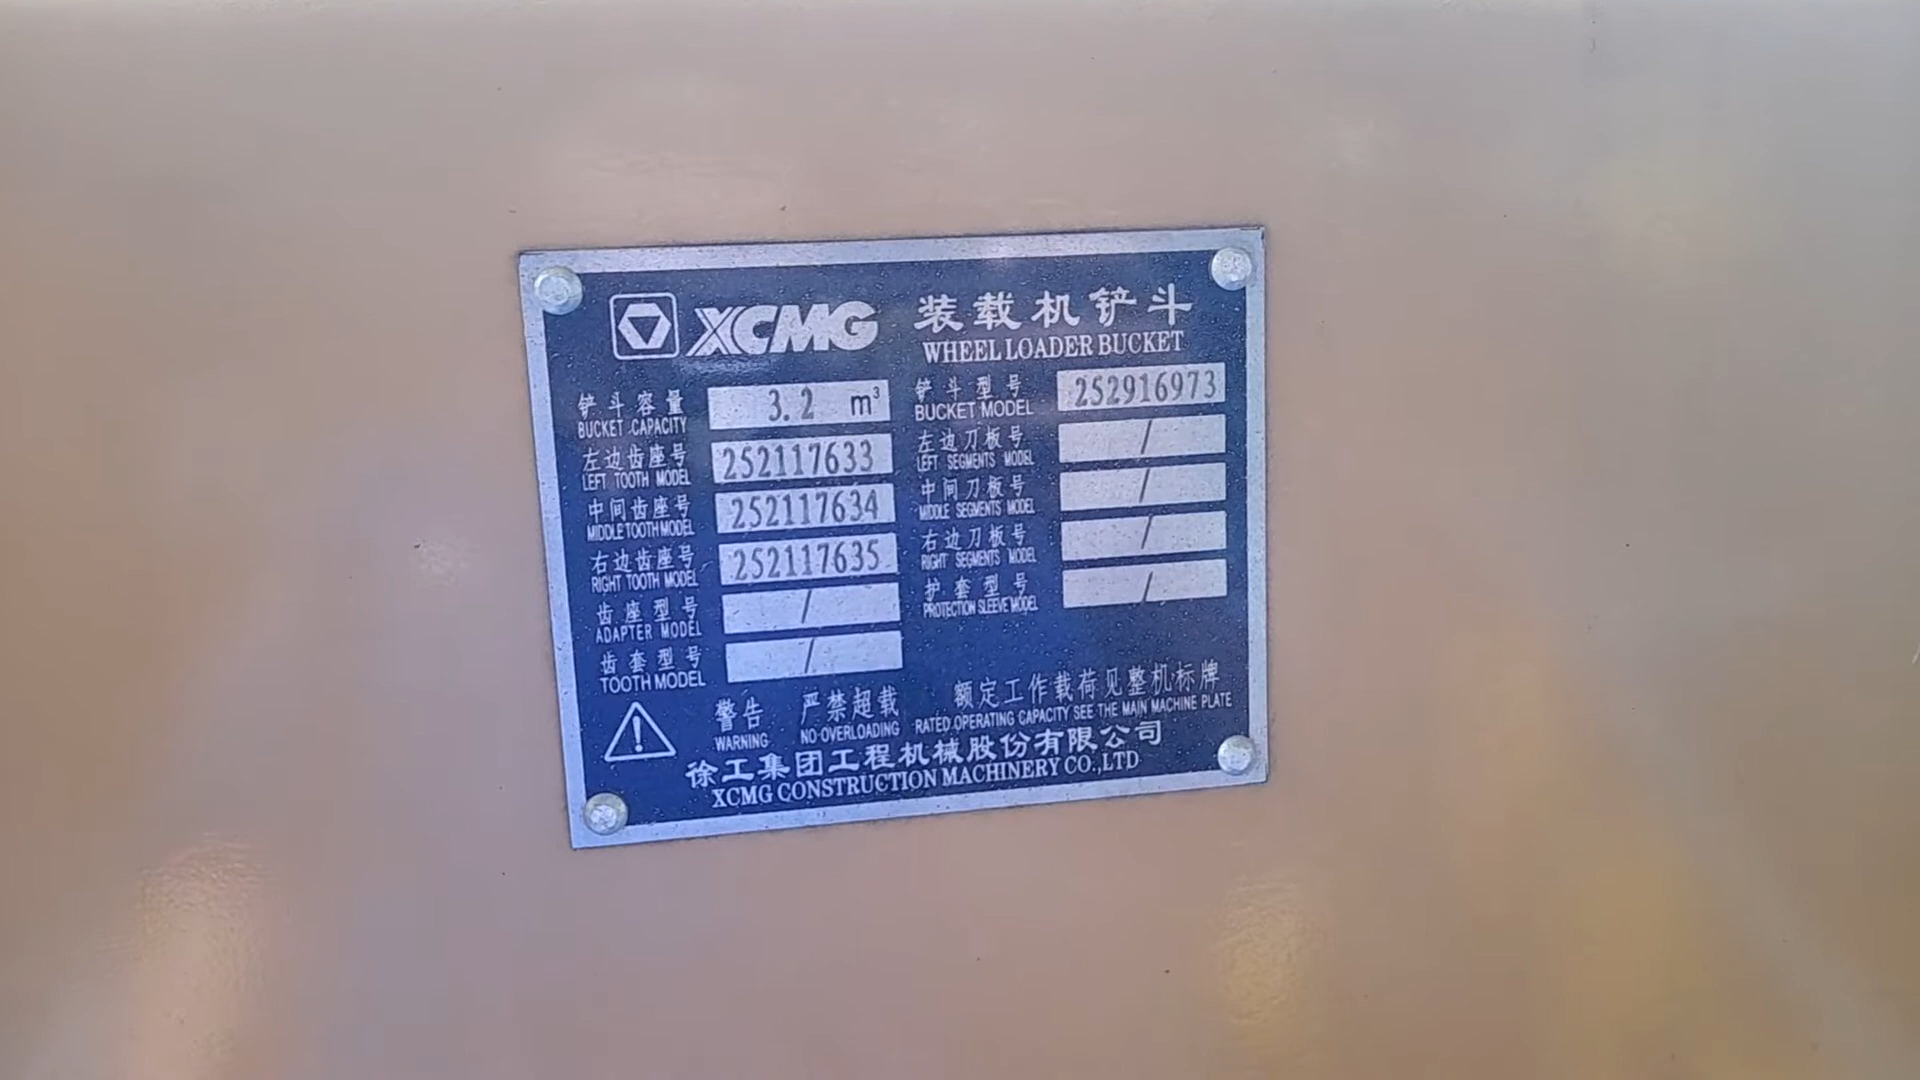 XCMG 装载机铲斗
WHEEL LOADER BUCKET
铲斗容量 3.2 m³
BUCKET CAPACITY
左边齿座号 252117633
LEFT TOOTH MODEL
中间齿座号 252117634
MIDDLE TOOTH MODEL
右边齿座号 252117635
RIGHT TOOTH MODEL
齿座型号 /
ADAPTER MODEL
齿套型号 /
TOOTH MODEL
铲斗型号 252916973
BUCKET MODEL
左边刀板号 /
LEFT SEGMENTS MODEL
中间刀板号 /
MIDDLE SEGMENTS MODEL
右边刀板号 /
RIGHT SEGMENTS MODEL
护套型号 /
PROTECTION SLEEVE MODEL
警告 严禁超载 额定工作载荷见整机标牌
WARNING NO OVERLOADING RATED OPERATING CAPACITY SEE THE MAIN MACHINE PLATE
徐工集团工程机械股份有限公司
XCMG CONSTRUCTION MACHINERY CO.,LTD